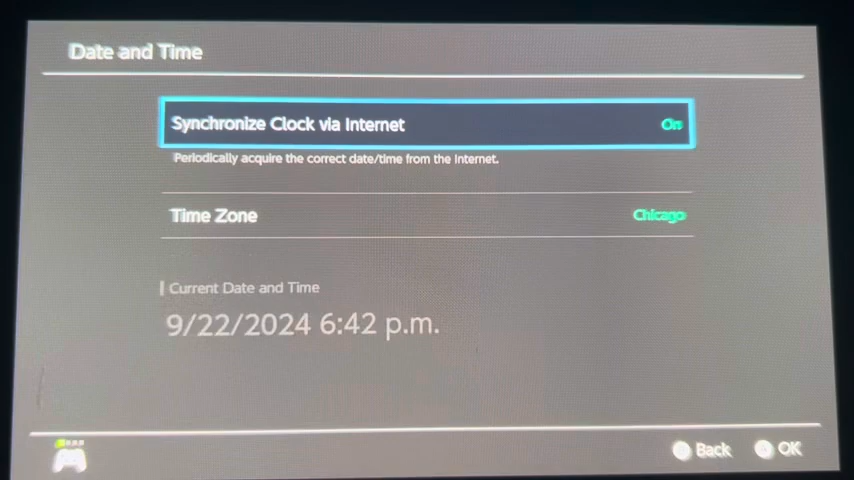 Date and Time
Synchronize Clock via Internet On
Periodically acquire the correct date/time from the Internet.
Time Zone Chicago
Current Date and Time
9/22/2024 6:42 p.m.
Back OK